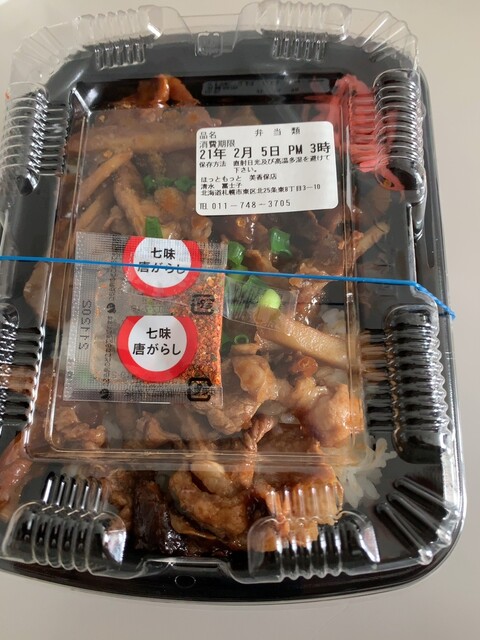 品名 弁当類
消費期限
21年 2月 5日 PM 3時
保存方法 直射日光及び高温多湿を避けて
下さい。
ほっともっと 美香保店
清水 冨士子
北海道札幌市東区北25条東8丁目3-10
TEL 011-748-3705
七味
唐がらし
七味
唐がらし